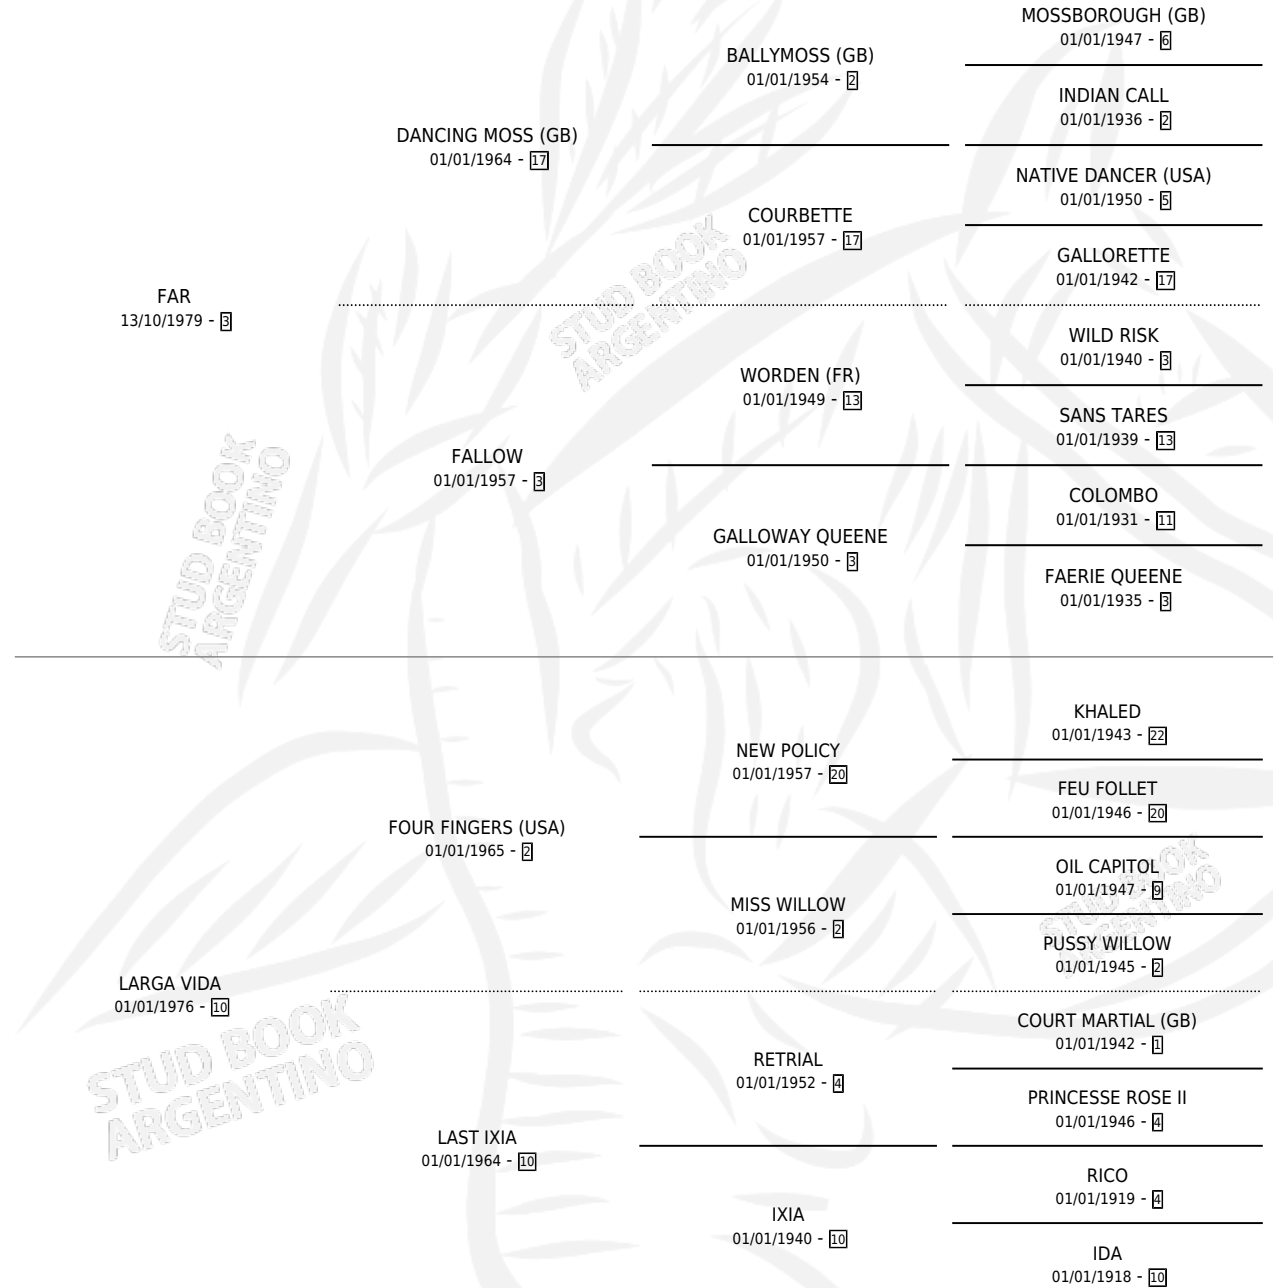 MOSSBOROUGH (GB)
01/01/1947 - 6
BALLYMOSS (GB)
01/01/1954 - 2
INDIAN CALL
01/01/1936 - 2
DANCING MOSS (GB)
01/01/1964 - 17
NATIVE DANCER (USA)
01/01/1950 - 5
COURBETTE
01/01/1957 - 17
GALLORETTE
01/01/1942 - 17
FAR
13/10/1979 - 3
WILD RISK
01/01/1940 - 3
WORDEN (FR)
01/01/1949 - 13
SANS TARES
01/01/1939 - 13
FALLOW
01/01/1957 - 3
COLOMBO
01/01/1931 - 11
GALLOWAY QUEENE
01/01/1950 - 3
FAERIE QUEENE
01/01/1935 - 3
STUD BOOK
ARGENTINO
STUD BOOK
ARGENTINO
KHALED
01/01/1943 - 22
NEW POLICY
01/01/1957 - 20
FEU FOLLET
01/01/1946 - 20
FOUR FINGERS (USA)
01/01/1965 - 2
OIL CAPITOL
01/01/1947 - 9
MISS WILLOW
01/01/1956 - 2
PUSSY WILLOW
01/01/1945 - 2
STUD BOOK
ARGENTINO
LARGA VIDA
01/01/1976 - 10
COURT MARTIAL (GB)
01/01/1942 - 1
RETRIAL
01/01/1952 - 4
PRINCESSE ROSE II
01/01/1946 - 4
LAST IXIA
01/01/1964 - 10
RICO
01/01/1919 - 4
IXIA
01/01/1940 - 10
IDA
01/01/1918 - 10
STUD BOOK
ARGENTINO